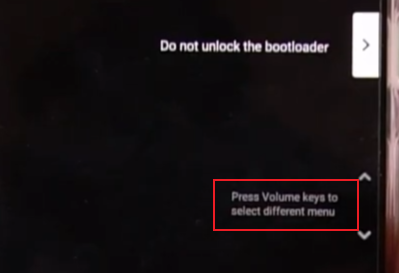 Do not unlock the bootloader
Press Volume keys to
select different menu